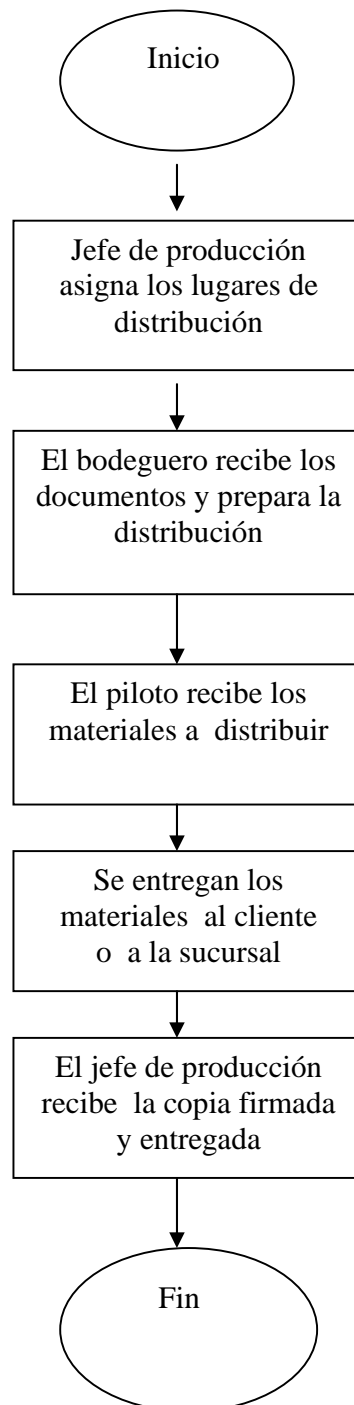 Inicio
Jefe de producción
asigna los lugares de
distribución
El bodeguero recibe los
documentos y prepara la
distribución
El piloto recibe los
materiales a distribuir
Se entregan los
materiales al cliente
o a la sucursal
El jefe de producción
recibe la copia firmada
y entregada
Fin